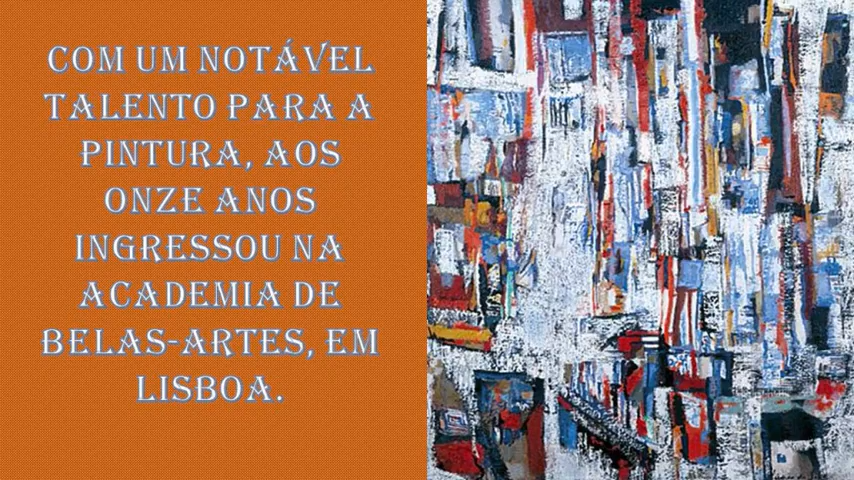 COM UM NOTÁVEL
TALENTO PARA A
PINTURA, AOS
ONZE ANOS
INGRESSOU NA
ACADEMIA DE
BELAS-ARTES, EM
LISBOA.